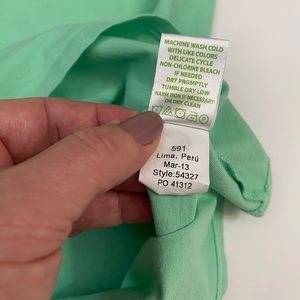 MACHINE WASH COLD
WITH LIKE COLORS
DELICATE CYCLE
NON-CHLORINE BLEACH
IF NEEDED
DRY PROMPTLY
TUMBLE DRY LOW
WARM IRON IF NECESSARY
OR DRY CLEAN
591
Lima, Perú
Mar-13
Style:54327
PO 41312